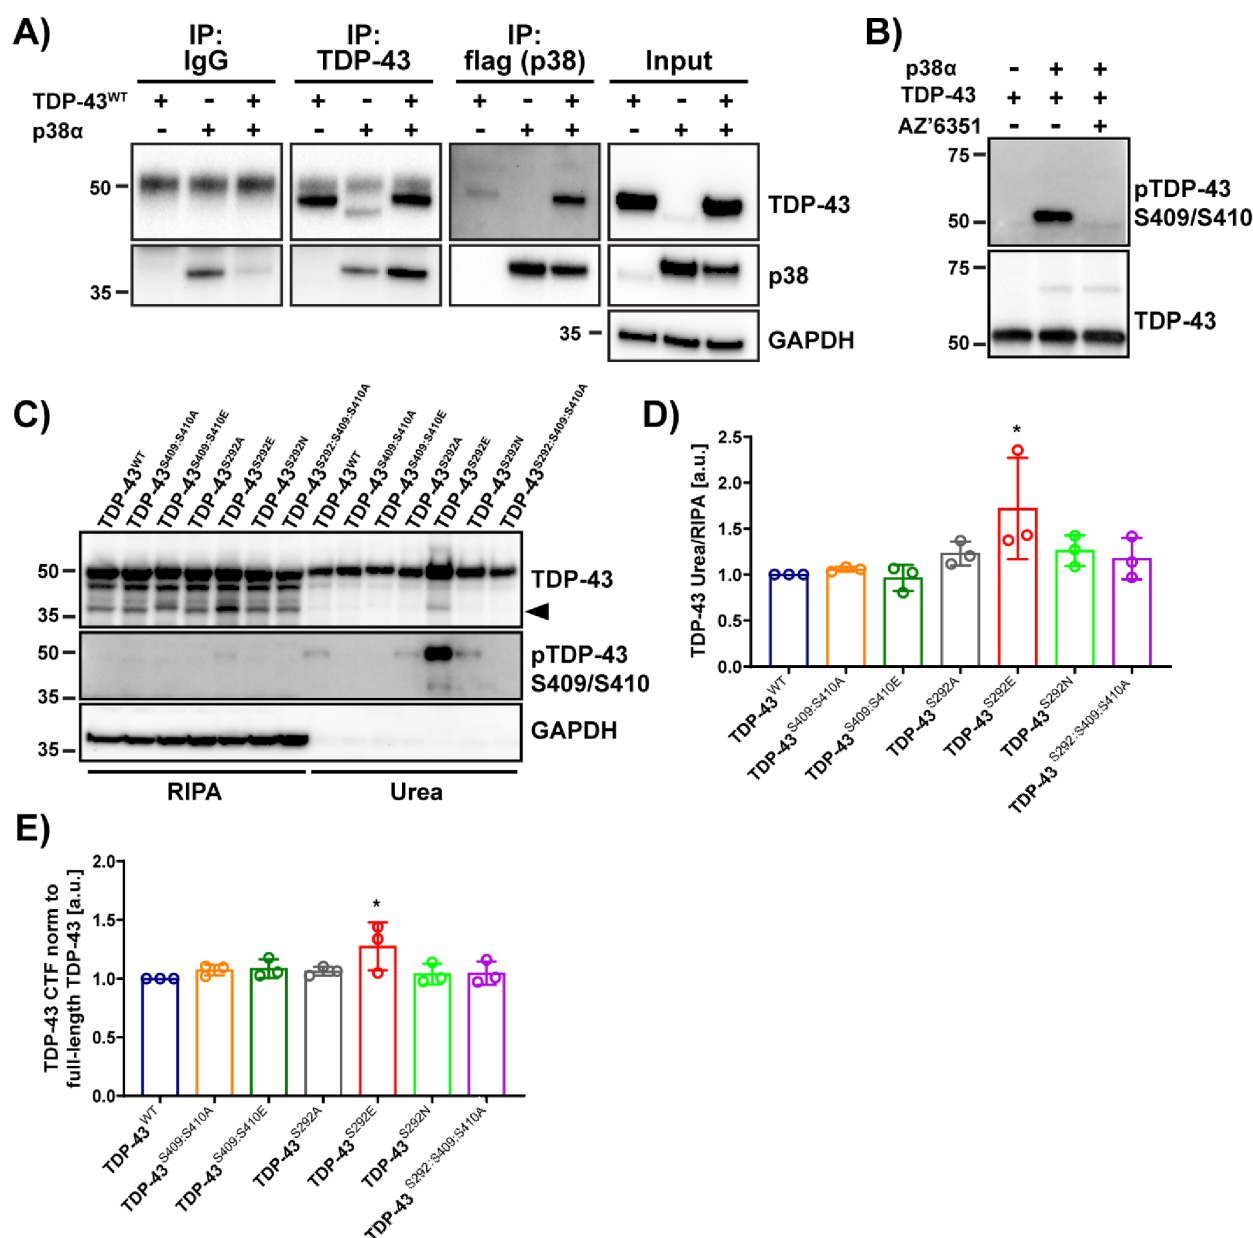 A)
IP: IgG
IP: TDP-43
IP: flag (p38)
Input
TDP-43WT + - + + - + + - + + - +
p38α - + + - + + - + + - + +
50
TDP-43
35
p38
35
GAPDH
B)
p38α - + +
TDP-43 + + +
AZ'6351 - - +
75
50
pTDP-43
S409/S410
75
50
TDP-43
C)
TDP-43WT
TDP-43S409:S410A
TDP-43S409:S410E
TDP-43S292A
TDP-43S292E
TDP-43S292N
TDP-43S292:S409:S410A
TDP-43WT
TDP-43S409:S410A
TDP-43S409:S410E
TDP-43S292A
TDP-43S292E
TDP-43S292N
TDP-43S292:S409:S410A
50
35
TDP-43
50
35
pTDP-43
S409/S410
35
GAPDH
RIPA
Urea
D)
TDP-43 Urea/RIPA [a.u.]
2.5
2.0
1.5
1.0
0.5
0.0
*
TDP-43WT
TDP-43S409:S410A
TDP-43S409:S410E
TDP-43S292A
TDP-43S292E
TDP-43S292N
TDP-43S292:S409:S410A
E)
TDP-43 CTF norm to
full-length TDP-43 [a.u.]
2.0
1.5
1.0
0.5
0.0
*
TDP-43WT
TDP-43S409:S410A
TDP-43S409:S410E
TDP-43S292A
TDP-43S292E
TDP-43S292N
TDP-43S292:S409:S410A